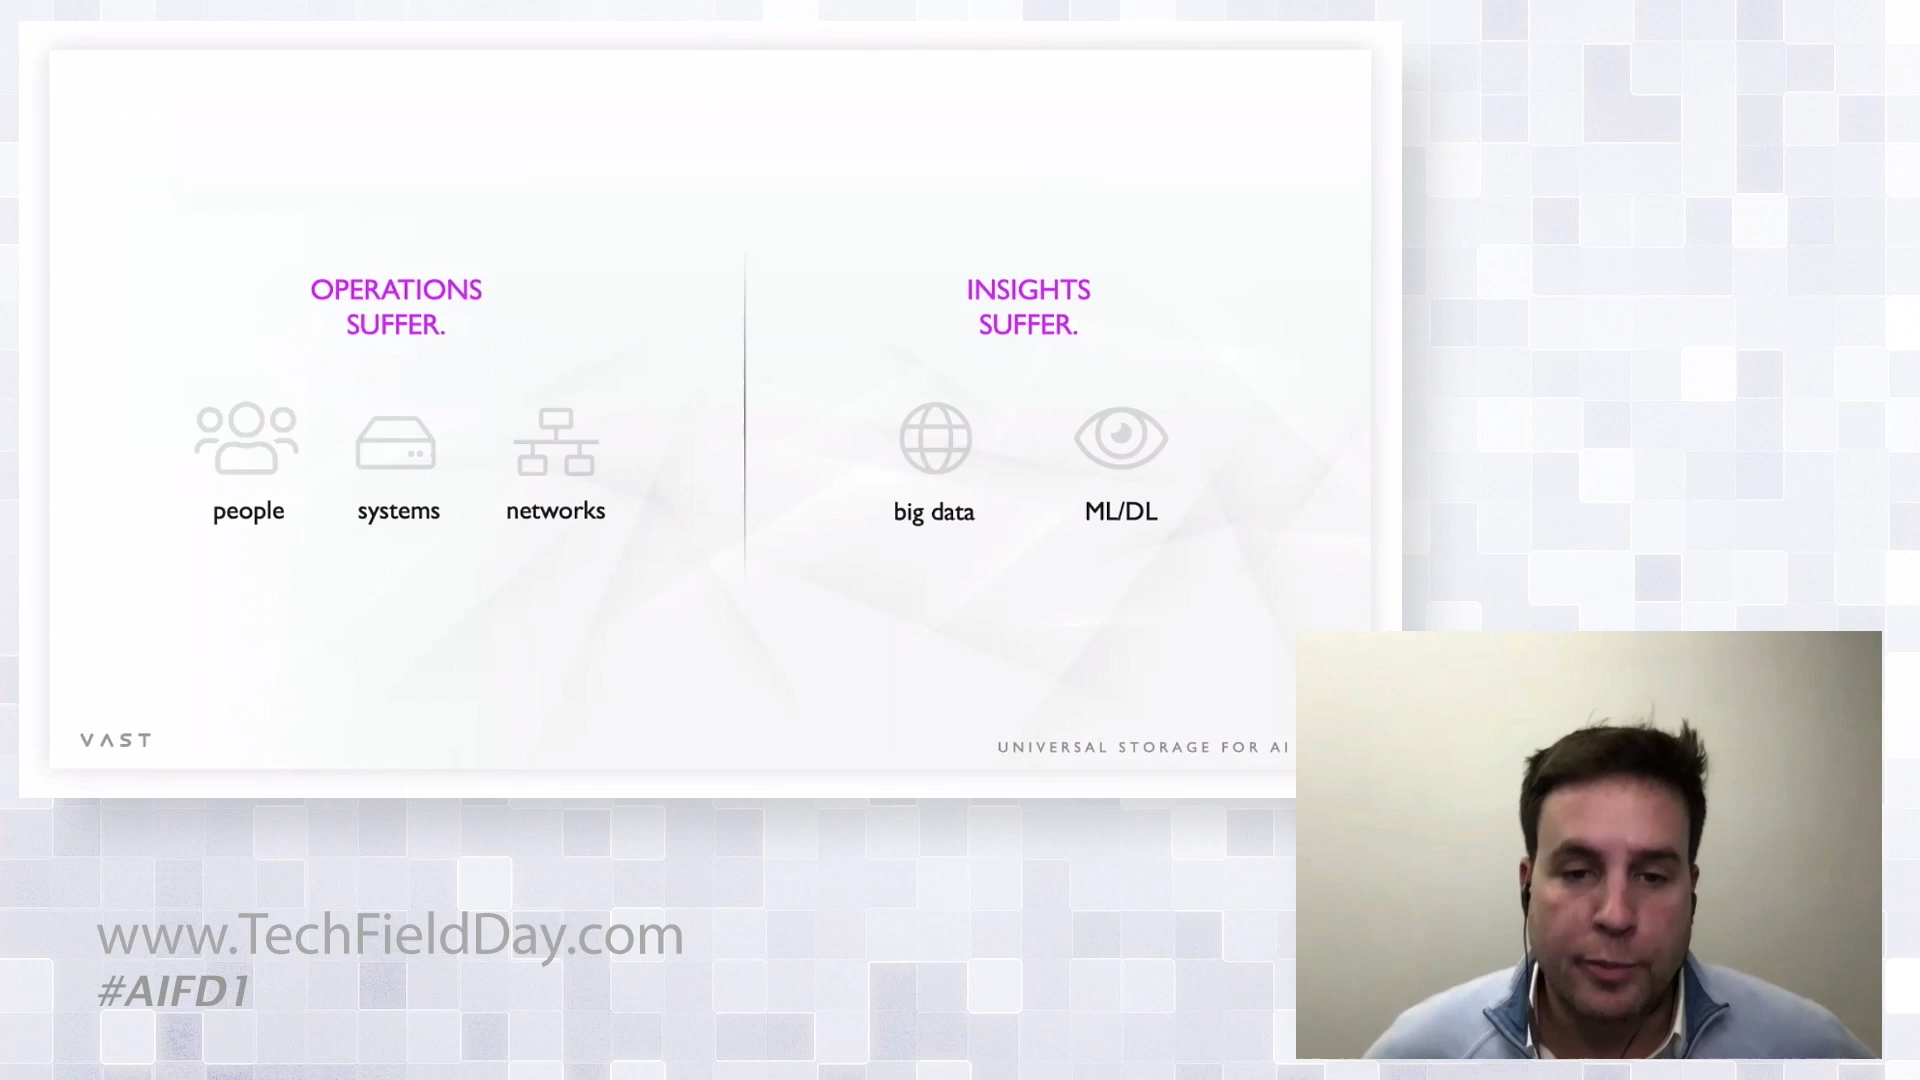 OPERATIONS
SUFFER.
people systems networks
INSIGHTS
SUFFER.
big data ML/DL
VAST
UNIVERSAL STORAGE FOR AI
www.TechFieldDay.com
#AIFD1